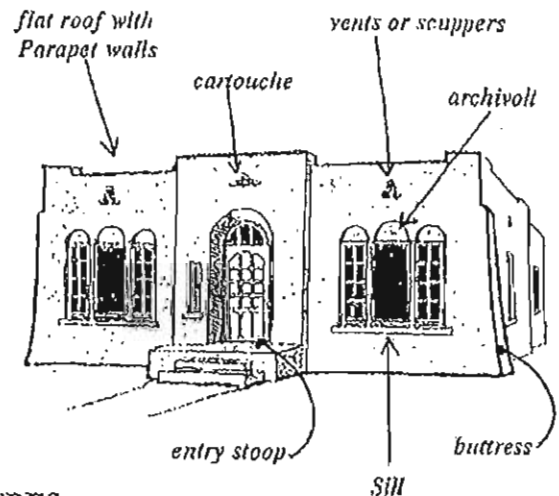 flat roof with
Parapet walls
vents or scuppers
cartouche
archivolt
entry stoop
buttress
Sill